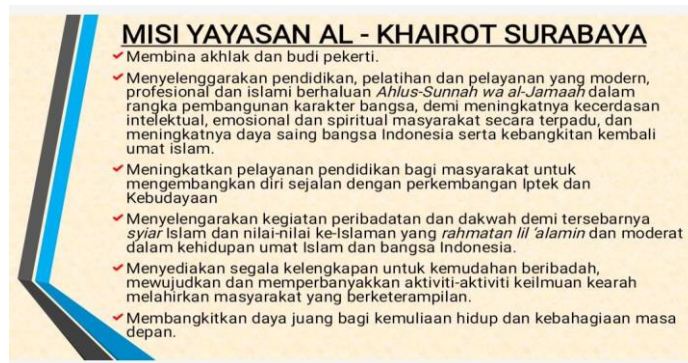 MISI YAYASAN AL - KHAIROT SURABAYA
Membina akhlak dan budi pekerti.
Menyelenggarakan pendidikan, pelatihan dan pelayanan yang modern,
profesional dan islami berhaluan Ahlus-Sunnah wa al-Jamaah dalam
rangka pembangunan karakter bangsa, demi meningkatnya kecerdasan
intelektual, emosional dan spiritual masyarakat secara terpadu, dan
meningkatnya daya saing bangsa Indonesia serta kebangkitan kembali
umat islam.
Meningkatkan pelayanan pendidikan bagi masyarakat untuk
mengembangkan diri sejalan dengan perkembangan Iptek dan
Kebudayaan
Menyelengarakan kegiatan peribadatan dan dakwah demi tersebarnya
syiar Islam dan nilai-nilai ke-Islaman yang rahmatan lil ‘alamin dan moderat
dalam kehidupan umat Islam dan bangsa Indonesia.
Menyediakan segala kelengkapan untuk kemudahan beribadah,
mewujudkan dan memperbanyakkan aktiviti-aktiviti keilmuan kearah
melahirkan masyarakat yang berketerampilan.
Membangkitkan daya juang bagi kemuliaan hidup dan kebahagiaan masa
depan.